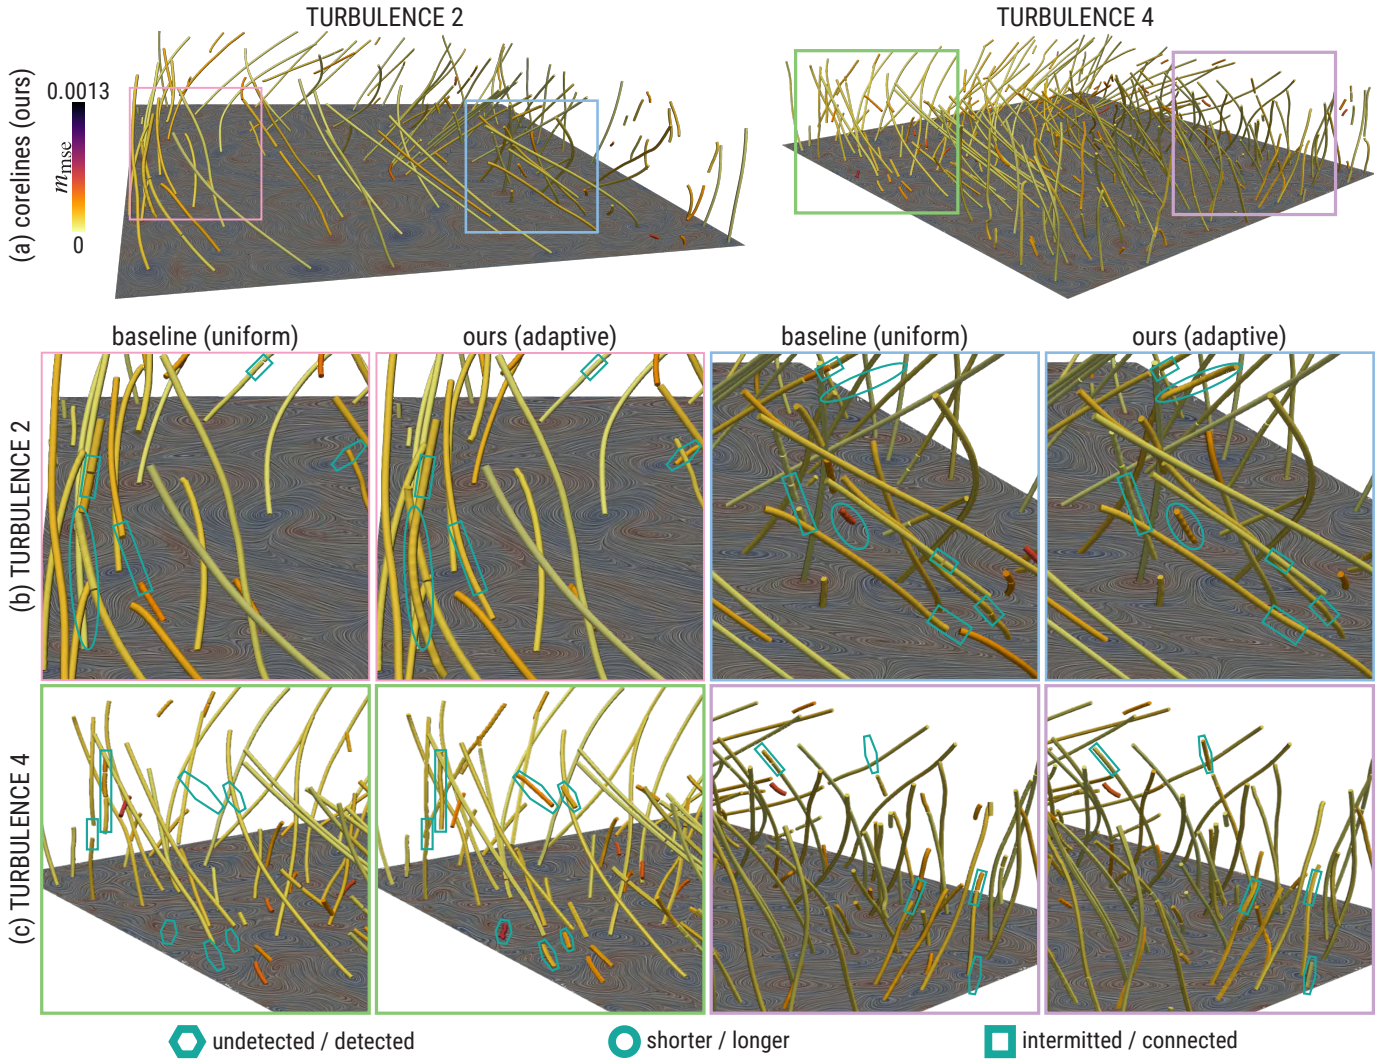 TURBULENCE 2
TURBULENCE 4
(a) corelines (ours)
0.0013
m_mse
0
baseline (uniform)
ours (adaptive)
baseline (uniform)
ours (adaptive)
(b) TURBULENCE 2
(c) TURBULENCE 4
undetected / detected
shorter / longer
intermitted / connected